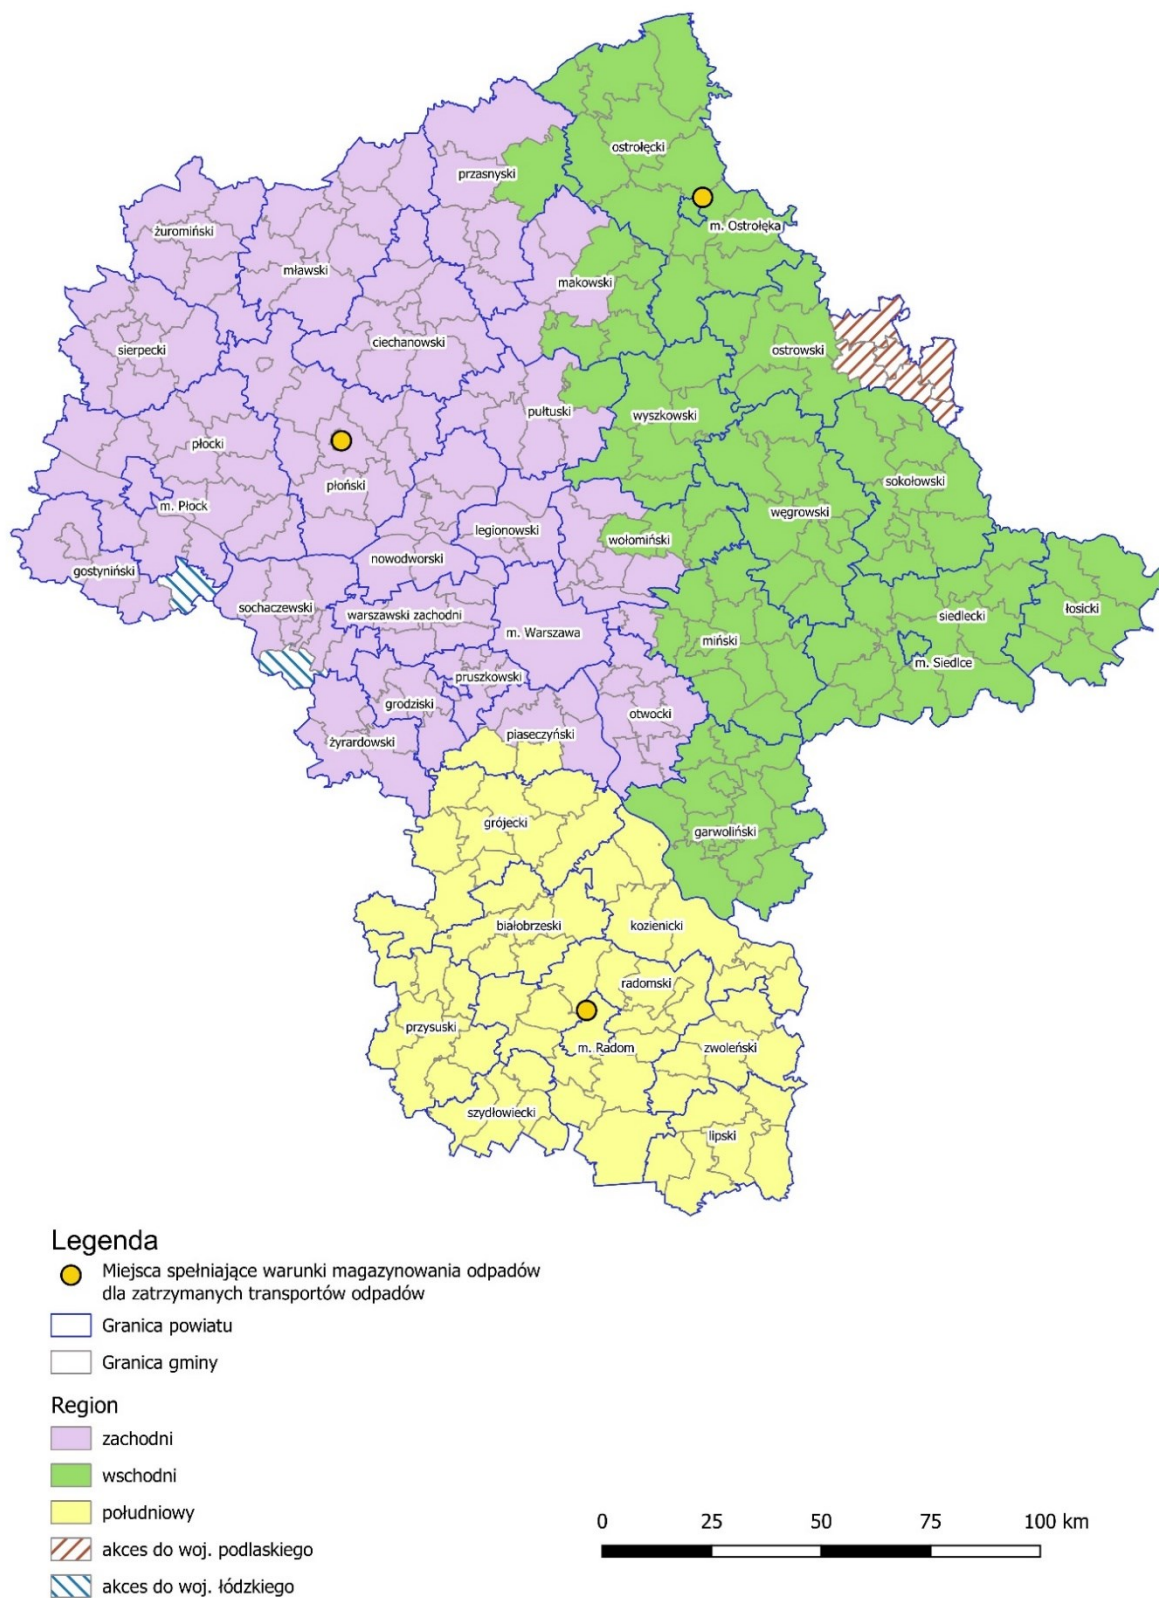 ostrołęcki
przasnyski
m. Ostrołęka
żuromiński
mławski
makowski
ciechanowski
sierpecki
ostrowski
pułtuski
wyszkowski
płocki
płoński
sokołowski
m. Płock
węgrowski
legionowski
wołomiński
nowodworski
gostyniński
sochaczewski
warszawski zachodni
siedlecki
łosicki
m. Warszawa
miński
m. Siedlce
pruszkowski
grodziski
otwocki
piaseczyński
żyrardowski
grójecki
garwoliński
białobrzeski
kozienicki
radomski
przysuski
m. Radom
zwoleński
szydłowiecki
lipski
Legenda
Miejsca spełniające warunki magazynowania odpadów
dla zatrzymanych transportów odpadów
Granica powiatu
Granica gminy
Region
zachodni
wschodni
południowy
akces do woj. podlaskiego
akces do woj. łódzkiego
0 25 50 75 100 km